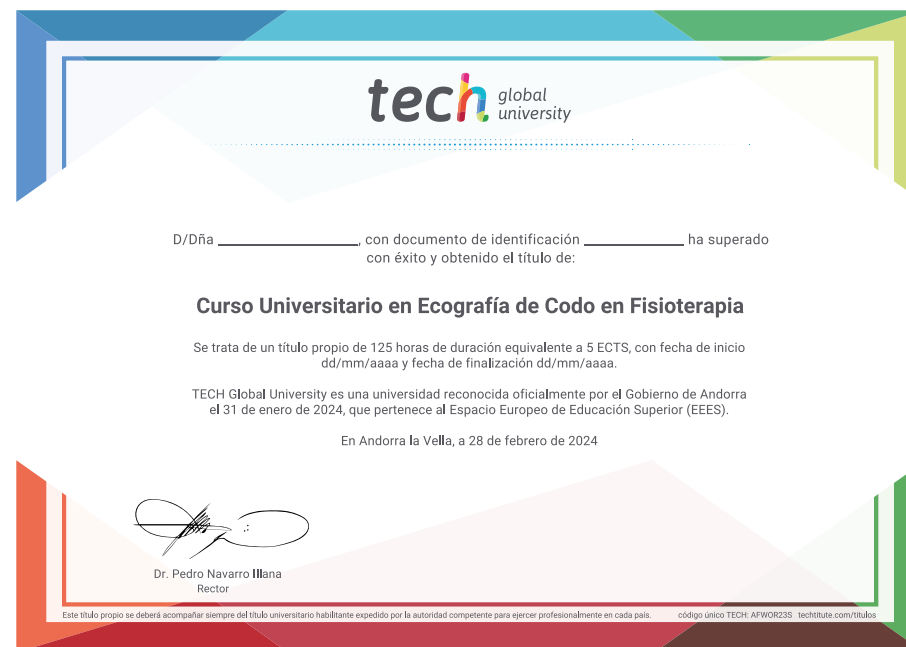 tech global university
D/Dña ____________, con documento de identificación ____________ ha superado
con éxito y obtenido el título de:
Curso Universitario en Ecografía de Codo en Fisioterapia
Se trata de un título propio de 125 horas de duración equivalente a 5 ECTS, con fecha de inicio
dd/mm/aaaa y fecha de finalización dd/mm/aaaa.
TECH Global University es una universidad reconocida oficialmente por el Gobierno de Andorra
el 31 de enero de 2024, que pertenece al Espacio Europeo de Educación Superior (EEES).
En Andorra la Vella, a 28 de febrero de 2024
Dr. Pedro Navarro Illana
Rector
Este título propio se deberá acompañar siempre del título universitario habilitante expedido por la autoridad competente para ejercer profesionalmente en cada país. código único TECH: AFWOR23S techtitute.com/titulos